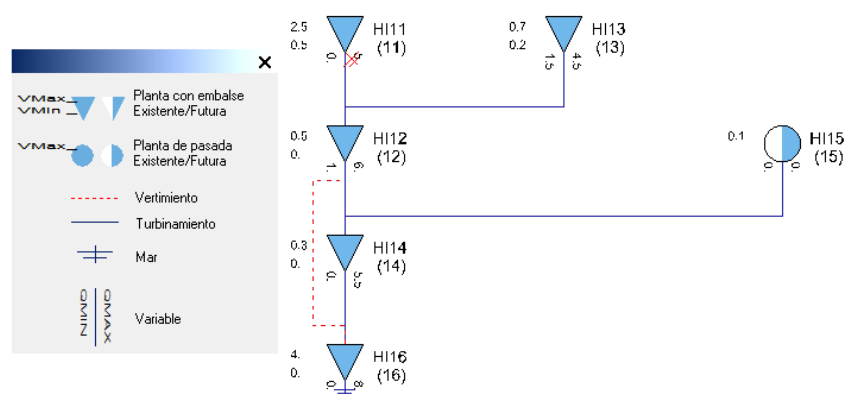 VMax
VMin
Planta con embalse
Existente/Futura
VMax
Planta de pasada
Existente/Futura
Vertimiento
Turbinamiento
Mar
QMIN
QMAX
Variable
2.5
0.5
HI11
(11)
0.
5.
0.7
0.2
HI13
(13)
1.5
4.5
0.5
0.
HI12
(12)
1.
6.
0.1
HI15
(15)
0.
0.
0.3
0.
HI14
(14)
0.
5.5
4.
0.
HI16
(16)
0.
8.